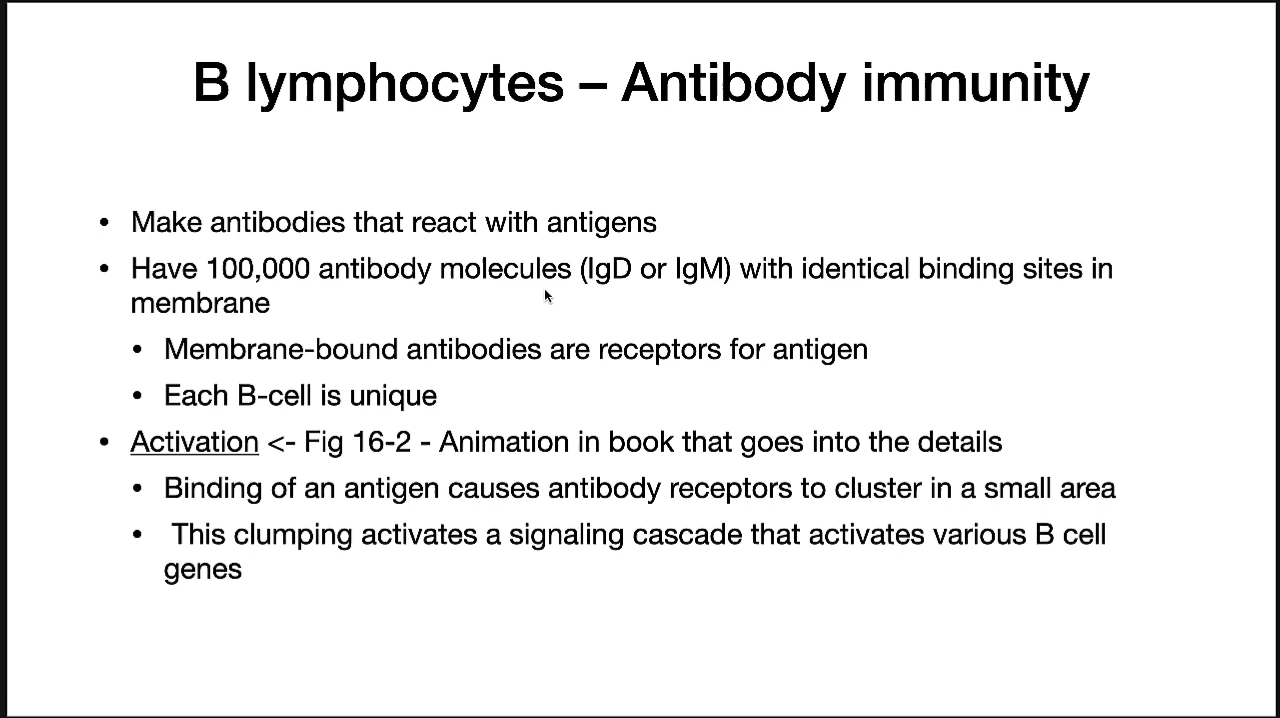 B lymphocytes – Antibody immunity
• Make antibodies that react with antigens
• Have 100,000 antibody molecules (IgD or IgM) with identical binding sites in
membrane
• Membrane-bound antibodies are receptors for antigen
• Each B-cell is unique
• Activation <- Fig 16-2 - Animation in book that goes into the details
• Binding of an antigen causes antibody receptors to cluster in a small area
• This clumping activates a signaling cascade that activates various B cell
genes